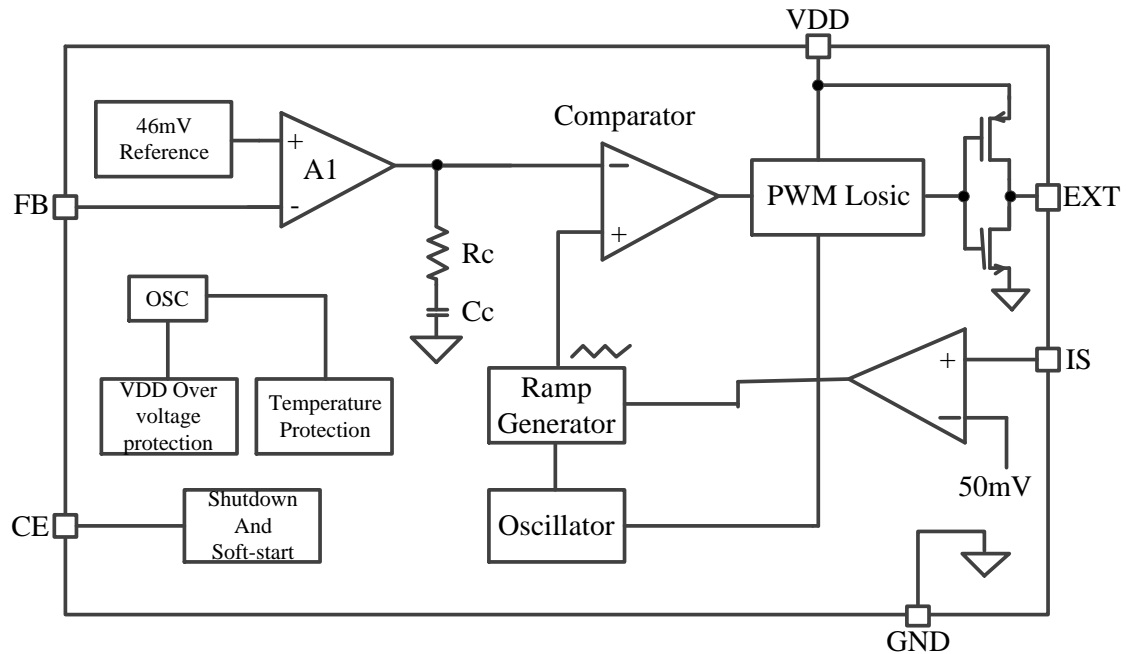 VDD
46mV
Reference
+
A1
-
Comparator
−
+
PWM Losic
EXT
FB
Rc
Cc
OSC
VDD Over
voltage
protection
Temperature
Protection
Ramp
Generator
+
−
IS
50mV
CE
Shutdown
And
Soft-start
Oscillator
GND